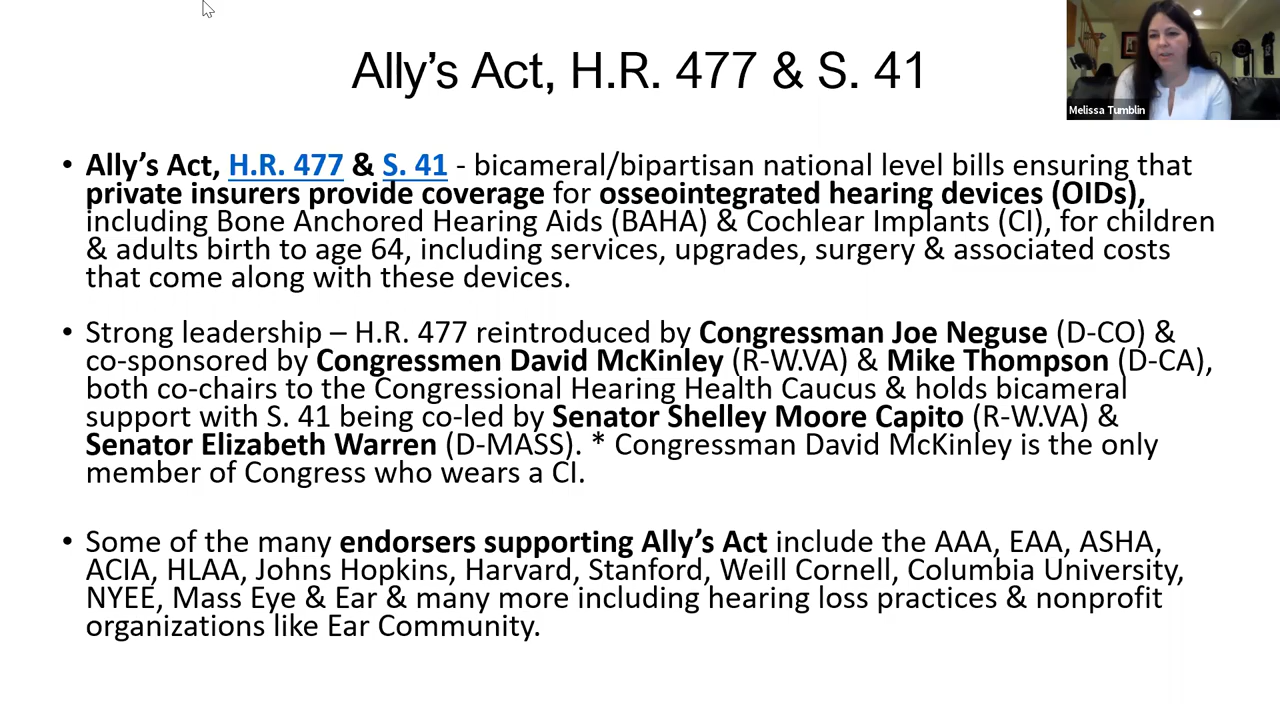 Ally’s Act, H.R. 477 & S. 41
Melissa Tumblin
• Ally’s Act, H.R. 477 & S. 41 - bicameral/bipartisan national level bills ensuring that
private insurers provide coverage for osseointegrated hearing devices (OIDs),
including Bone Anchored Hearing Aids (BAHA) & Cochlear Implants (CI), for children
& adults birth to age 64, including services, upgrades, surgery & associated costs
that come along with these devices.
• Strong leadership – H.R. 477 reintroduced by Congressman Joe Neguse (D-CO) &
co-sponsored by Congressmen David McKinley (R-W.VA) & Mike Thompson (D-CA),
both co-chairs to the Congressional Hearing Health Caucus & holds bicameral
support with S. 41 being co-led by Senator Shelley Moore Capito (R-W.VA) &
Senator Elizabeth Warren (D-MASS). * Congressman David McKinley is the only
member of Congress who wears a CI.
• Some of the many endorsers supporting Ally’s Act include the AAA, EAA, ASHA,
ACIA, HLAA, Johns Hopkins, Harvard, Stanford, Weill Cornell, Columbia University,
NYEE, Mass Eye & Ear & many more including hearing loss practices & nonprofit
organizations like Ear Community.